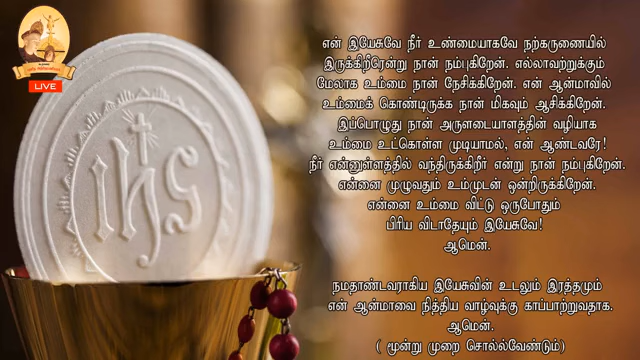 IHS
LIVE
என் இயேசுவே நீர் உண்மையாகவே நற்கருணையில்
இருக்கிறீரென்று நான் நம்புகிறேன். எல்லாவற்றுக்கும்
மேலாக உம்மை நான் நேசிக்கிறேன். என் ஆன்மாவில்
உம்மைக் கொண்டிருக்க நான் மிகவும் ஆசிக்கிறேன்.
இப்பொழுது நான் அருளடையாளத்தின் வழியாக
உம்மை உட்கொள்ள முடியாமல், என் ஆண்டவரே!
நீர் என்னுள்ளத்தில் வந்திருக்கிறீர் என்று நான் நம்புகிறேன்.
என்னை முழுவதும் உம்முடன் ஒன்றிருக்கிறேன்.
என்னை உம்மை விட்டு ஒருபோதும்
பிரிய விடாதேயும் இயேசுவே!
ஆமென்.
நமதாண்டவராகிய இயேசுவின் உடலும் இரத்தமும்
என் ஆன்மாவை நித்திய வாழ்வுக்கு காப்பாற்றுவதாக.
ஆமென்.
( மூன்று முறை சொல்ல்வேண்டும்)